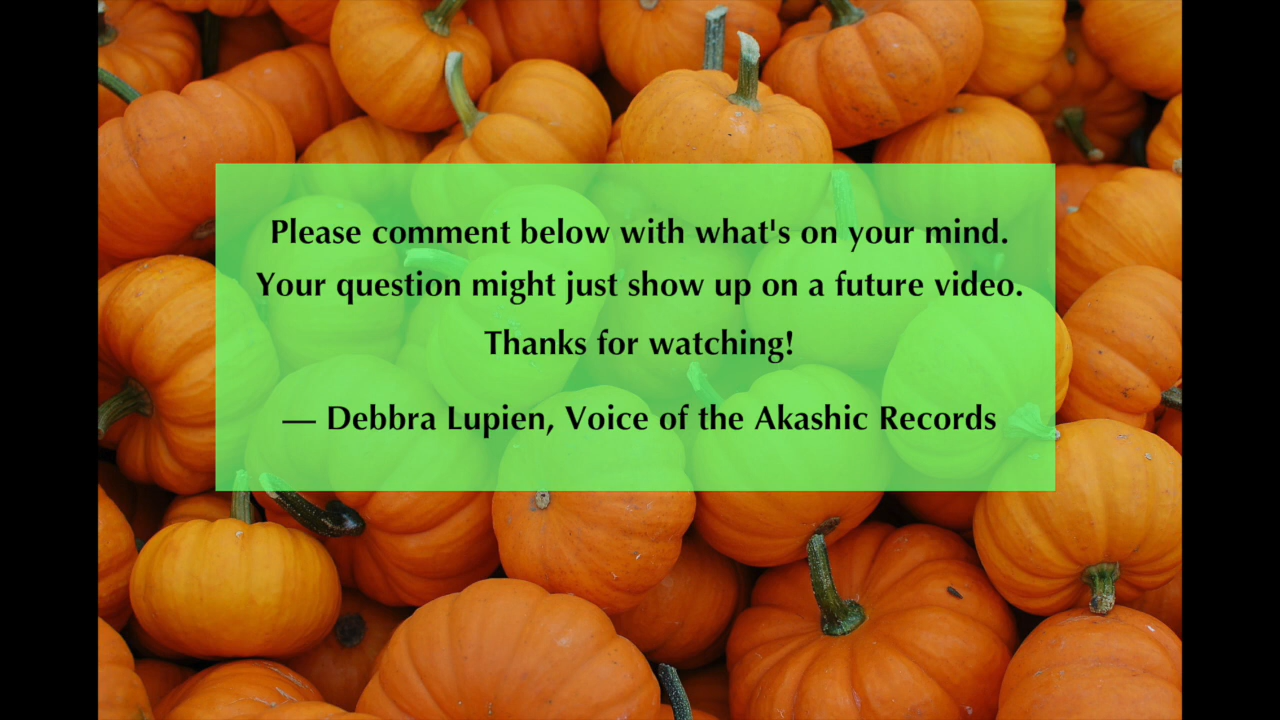 Please comment below with what's on your mind.
Your question might just show up on a future video.
Thanks for watching!
— Debbra Lupien, Voice of the Akashic Records